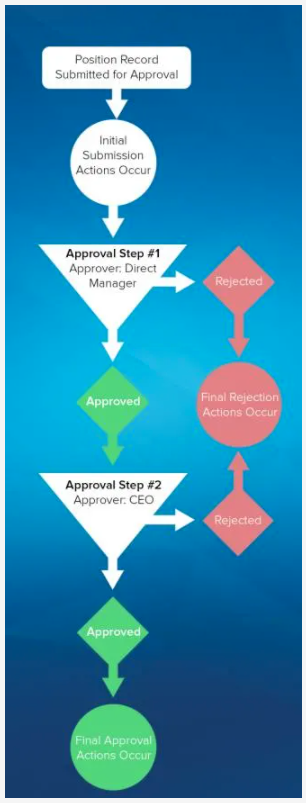 Position Record
Submitted for Approval
Initial
Submission
Actions Occur
Approval Step #1
Approver: Direct
Manager
Rejected
Approved
Final Rejection
Actions Occur
Approval Step #2
Approver: CEO
Rejected
Approved
Final Approval
Actions Occur